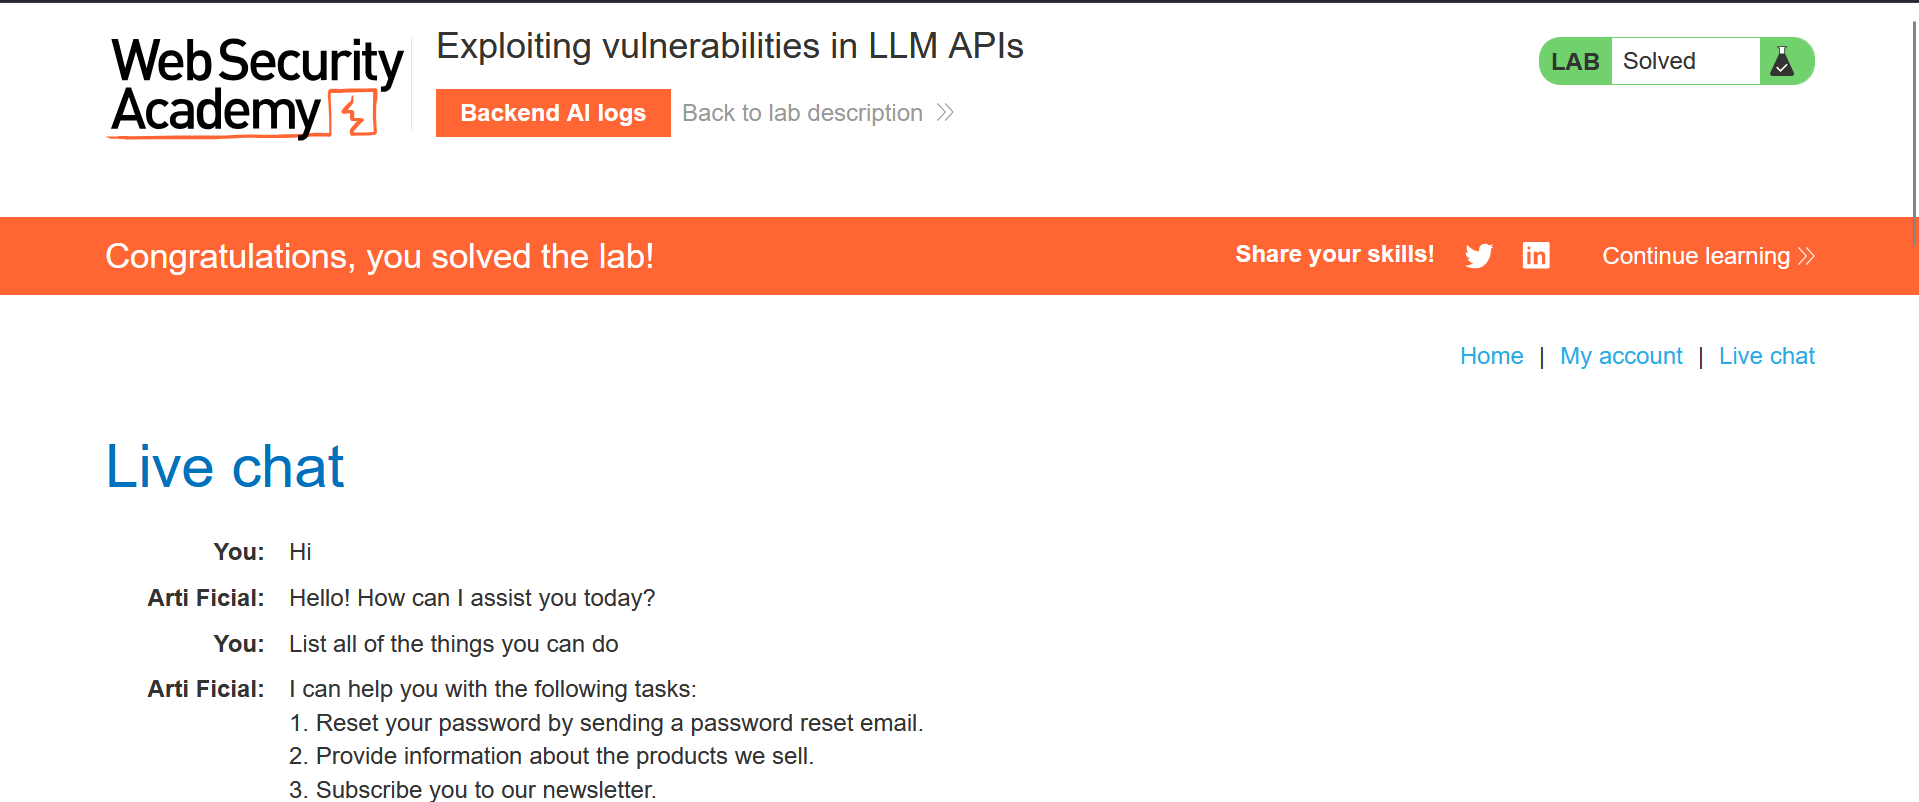 Web Security
Academy
Exploiting vulnerabilities in LLM APIs
Backend AI logs
Back to lab description
LAB Solved
Congratulations, you solved the lab!
Share your skills!
Continue learning
Home | My account | Live chat
Live chat
You: Hi
Arti Ficial: Hello! How can I assist you today?
You: List all of the things you can do
Arti Ficial: I can help you with the following tasks:
1. Reset your password by sending a password reset email.
2. Provide information about the products we sell.
3. Subscribe you to our newsletter.